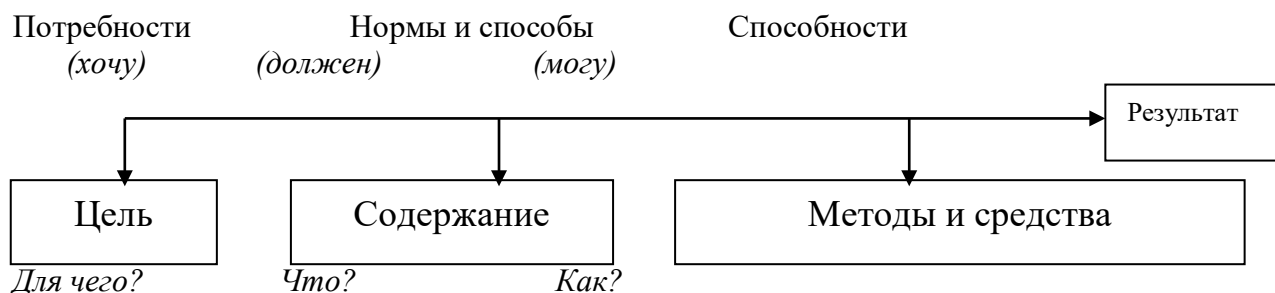 Потребности Нормы и способы Способности
(хочу) (должен) (могу)
Результат
Цель Содержание Методы и средства
Для чего? Что? Как?